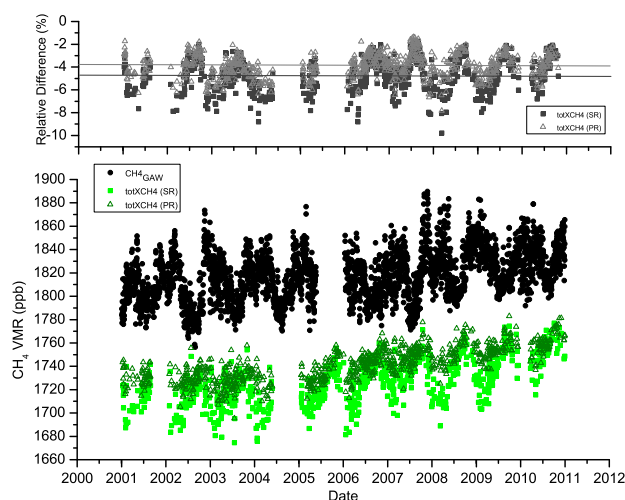 Relative Difference (%)
0
-2
-4
-6
-8
-10
totXCH4 (SR)
totXCH4 (PR)
CH4 VMR (ppb)
1900
1880
1860
1840
1820
1800
1780
1760
1740
1720
1700
1680
1660
CH4GAW
totXCH4 (SR)
totXCH4 (PR)
2000 2001 2002 2003 2004 2005 2006 2007 2008 2009 2010 2011 2012
Date